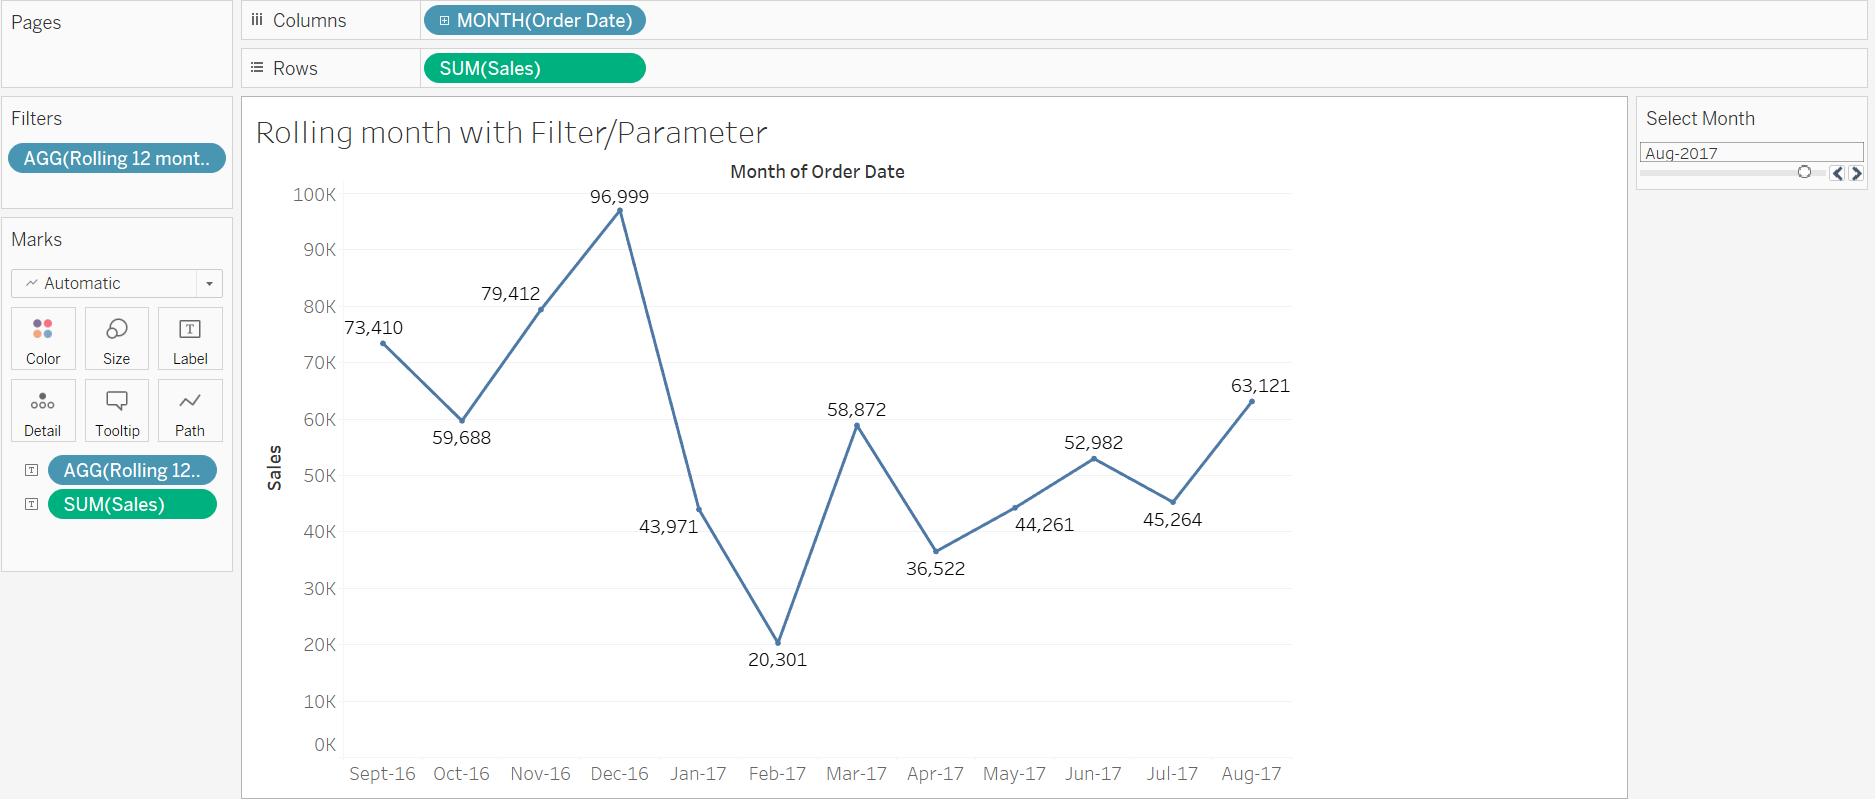 Pages
Columns
MONTH(Order Date)
Rows
SUM(Sales)
Filters
AGG(Rolling 12 mont..
Marks
Automatic
Color
Size
Label
Detail
Tooltip
Path
AGG(Rolling 12..
SUM(Sales)
Rolling month with Filter/Parameter
Month of Order Date
Sales
100K
90K
80K
70K
60K
50K
40K
30K
20K
10K
0K
73,410
59,688
79,412
96,999
43,971
20,301
58,872
36,522
44,261
52,982
45,264
63,121
Sept-16 Oct-16 Nov-16 Dec-16 Jan-17 Feb-17 Mar-17 Apr-17 May-17 Jun-17 Jul-17 Aug-17
Select Month
Aug-2017